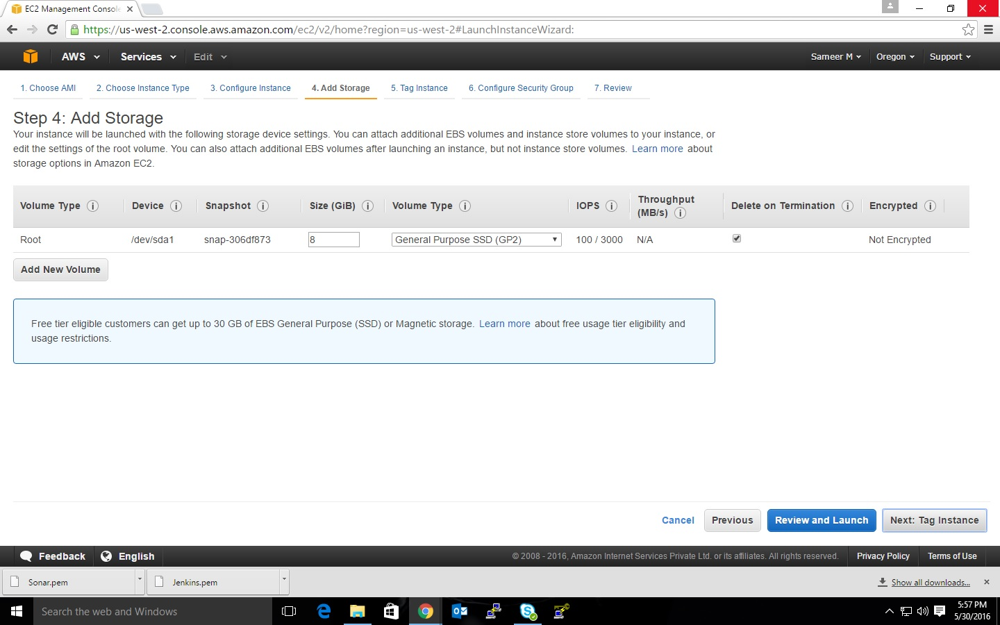 EC2 Management Consol
https://us-west-2.console.aws.amazon.com/ec2/v2/home?region=us-west-2#LaunchInstanceWizard:
AWS Services Edit Sameer M Oregon Support
1. Choose AMI 2. Choose Instance Type 3. Configure Instance 4. Add Storage 5. Tag Instance 6. Configure Security Group 7. Review
Step 4: Add Storage
Your instance will be launched with the following storage device settings. You can attach additional EBS volumes and instance store volumes to your instance, or
edit the settings of the root volume. You can also attach additional EBS volumes after launching an instance, but not instance store volumes. Learn more about
storage options in Amazon EC2.
Volume Type i Device i Snapshot i Size (GiB) i Volume Type i IOPS i Throughput (MB/s) i Delete on Termination i Encrypted i
Root /dev/sda1 snap-306df873 8 General Purpose SSD (GP2) 100 / 3000 N/A Not Encrypted
Add New Volume
Free tier eligible customers can get up to 30 GB of EBS General Purpose (SSD) or Magnetic storage. Learn more about free usage tier eligibility and
usage restrictions.
Cancel Previous Review and Launch Next: Tag Instance
Feedback English © 2008 - 2016, Amazon Internet Services Private Ltd. or its affiliates. All rights reserved. Privacy Policy Terms of Use
Sonar.pem Jenkins.pem Show all downloads...
Search the web and Windows
5:57 PM
5/30/2016